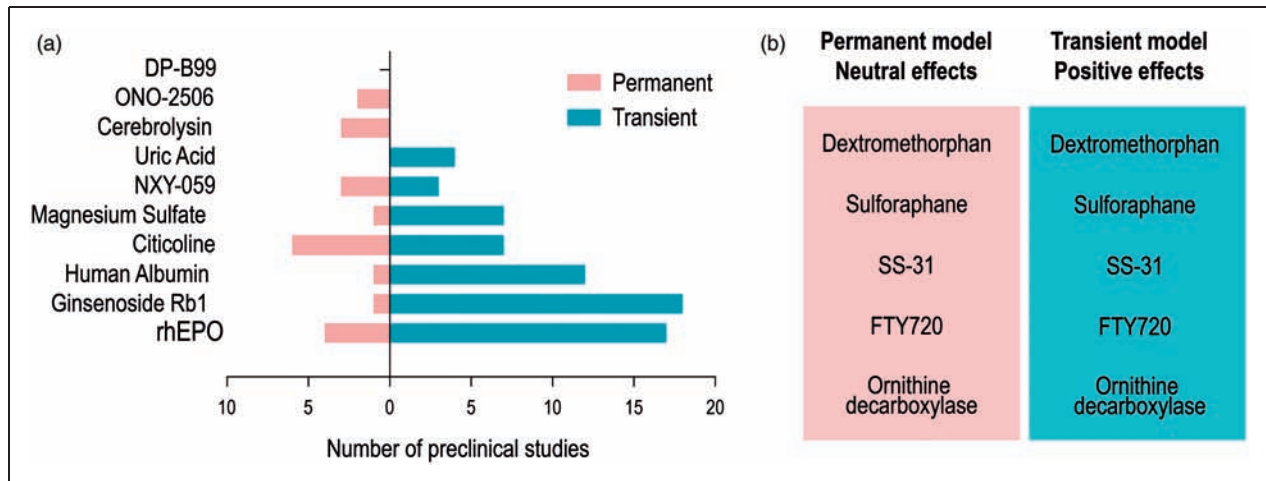 (a)
DP-B99
ONO-2506
Cerebrolysin
Uric Acid
NXY-059
Magnesium Sulfate
Citicoline
Human Albumin
Ginsenoside Rb1
rhEPO
Permanent
Transient
10 5 0 5 10 15 20
Number of preclinical studies
(b)
Permanent model
Neutral effects
Transient model
Positive effects
Dextromethorphan
Dextromethorphan
Sulforaphane
Sulforaphane
SS-31
SS-31
FTY720
FTY720
Ornithine
decarboxylase
Ornithine
decarboxylase